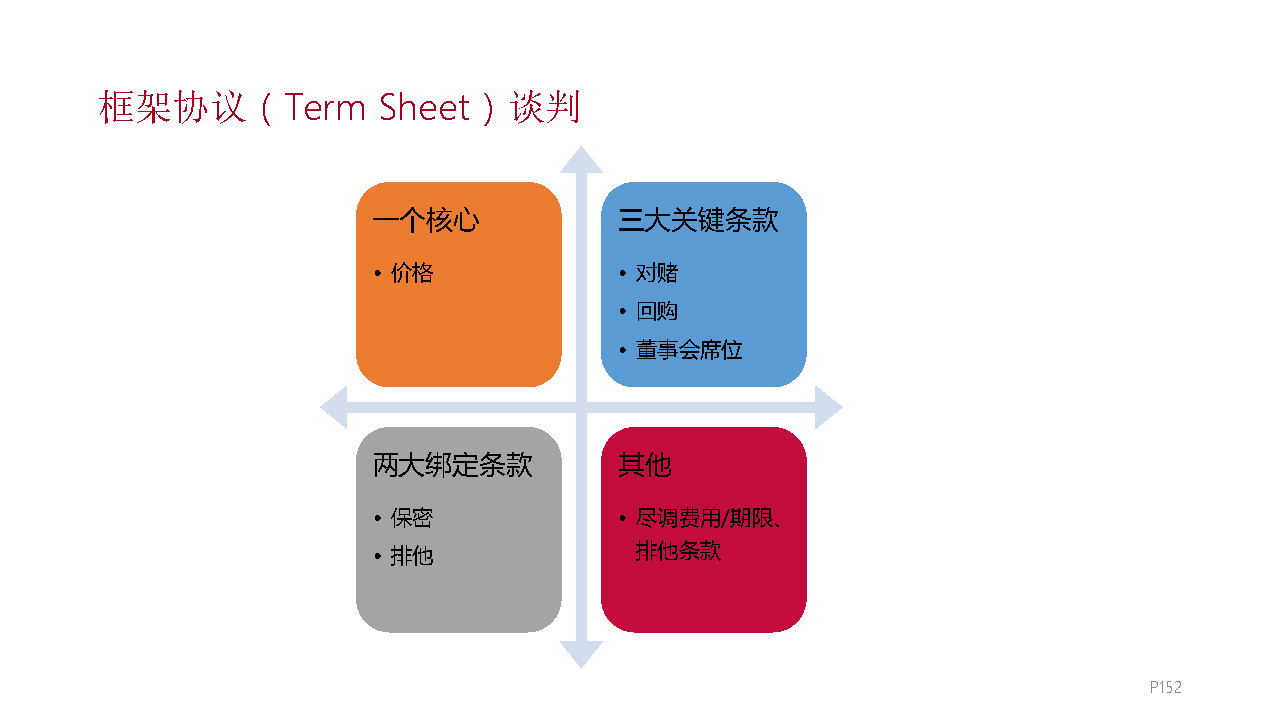 框架协议（Term Sheet）谈判
一个核心
• 价格
三大关键条款
• 对赌
• 回购
• 董事会席位
两大绑定条款
• 保密
• 排他
其他
• 尽调费用/期限、
排他条款
P152